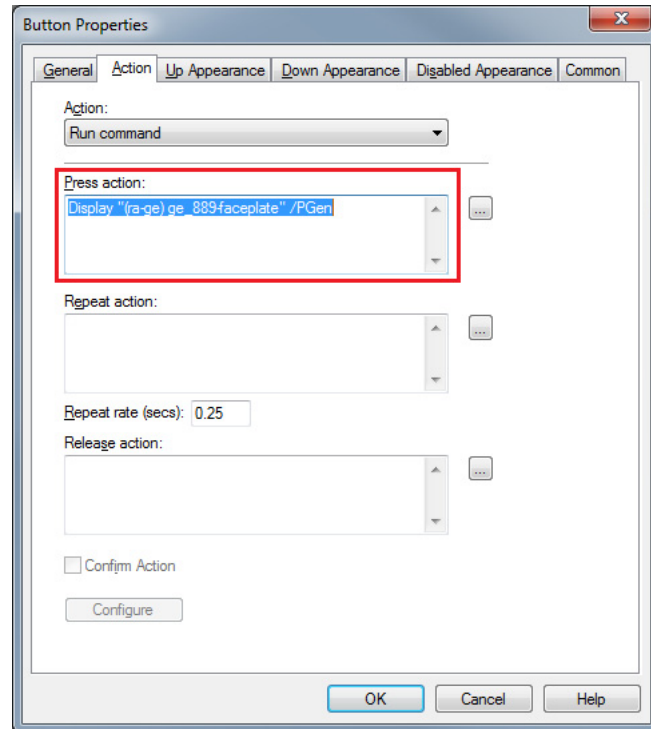 Button Properties
General Action Up Appearance Down Appearance Disabled Appearance Common
Action:
Run command
Press action:
Display "(ra-ge) ge_889-faceplate" /PGen
...
Repeat action:
...
Repeat rate (secs): 0.25
Release action:
...
Confirm Action
Configure
OK Cancel Help